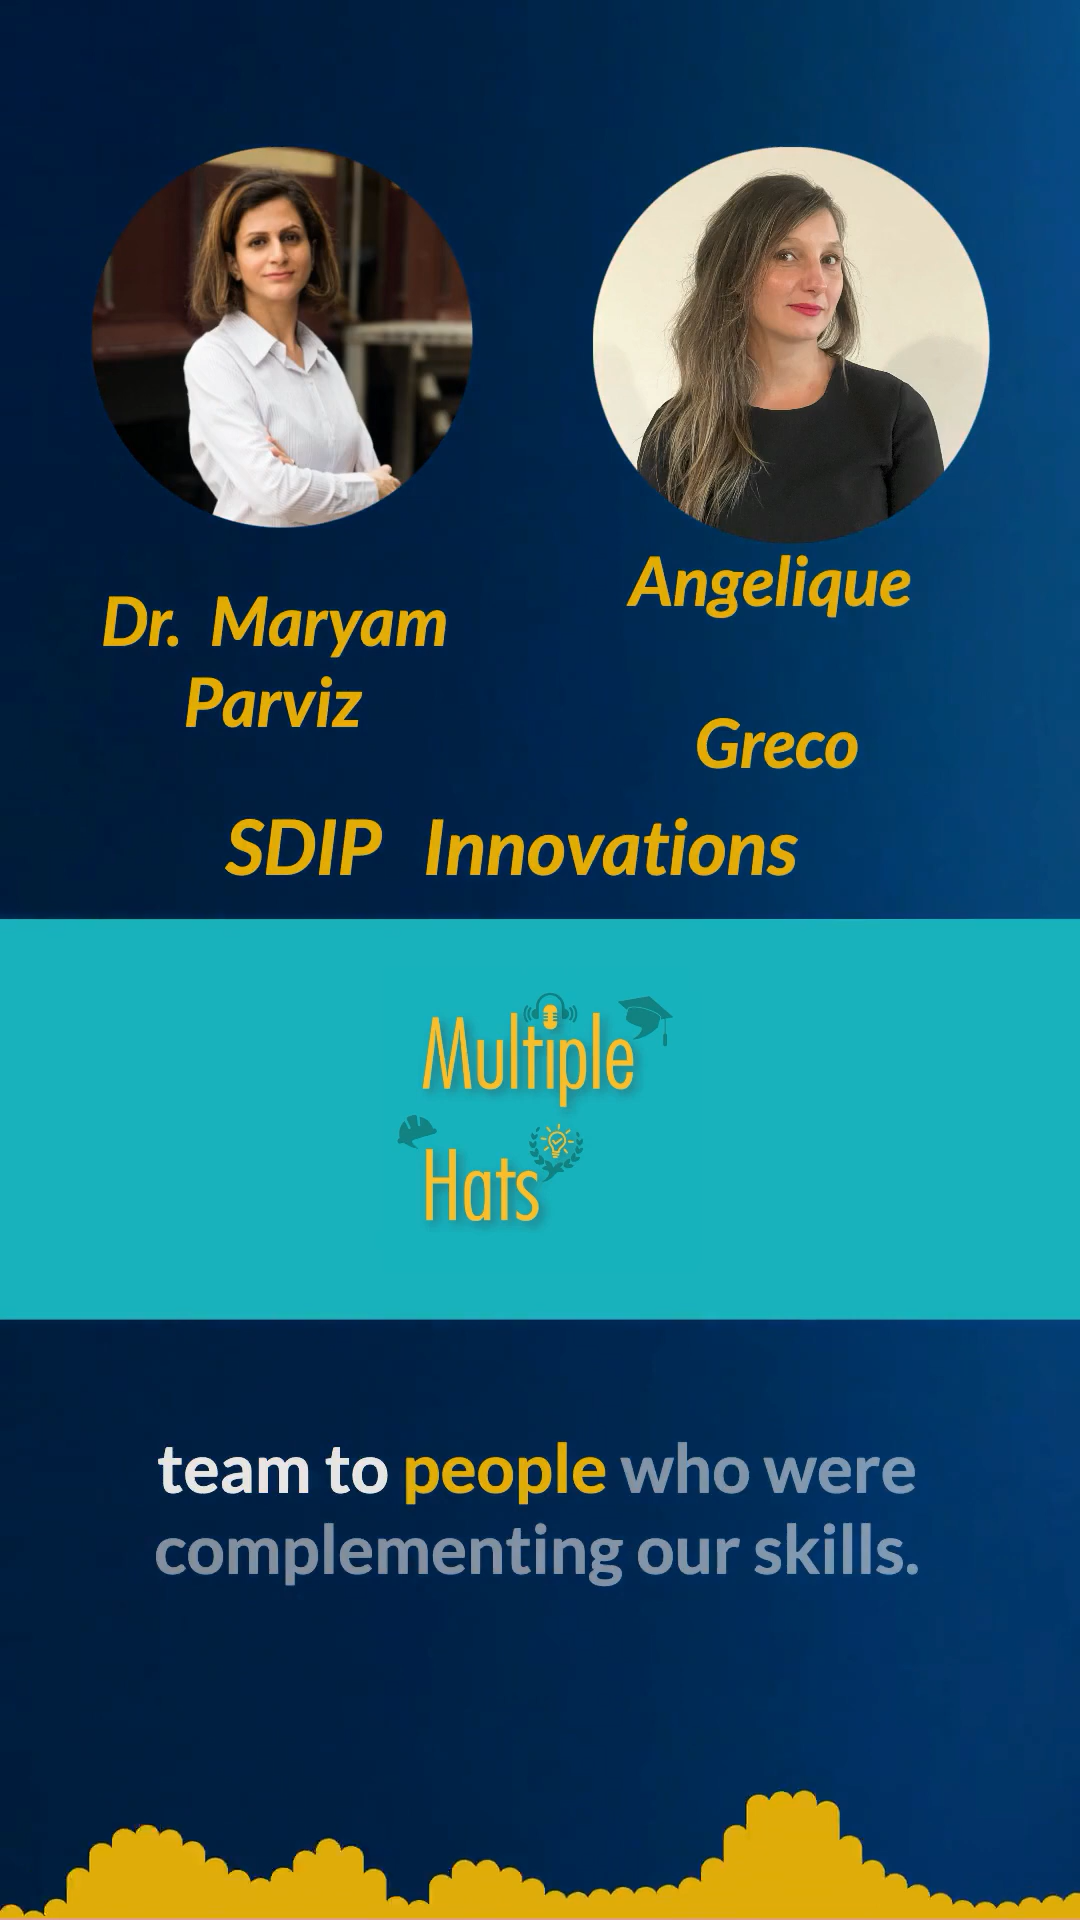 Dr. Maryam
Parviz
Angelique
Greco
SDIP Innovations
Multiple
Hats
team to people who were
complementing our skills.